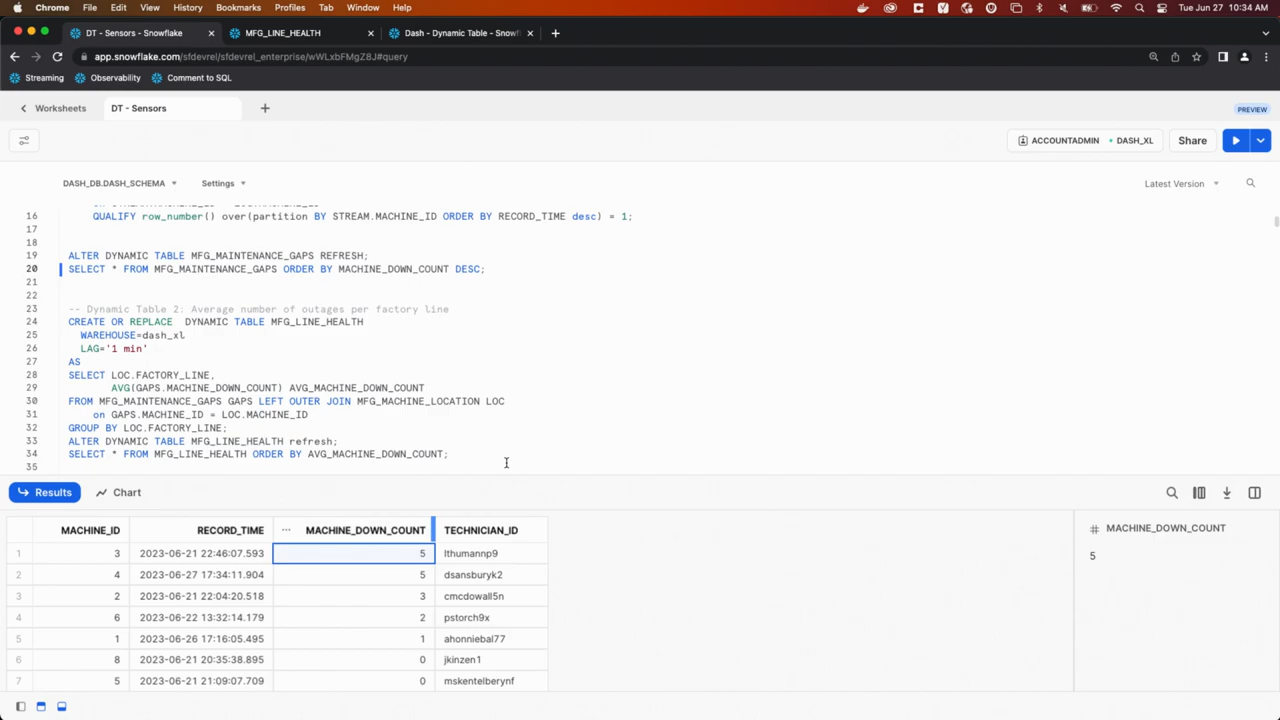 Chrome File Edit View History Bookmarks Profiles Tab Window Help Tue Jun 27 10:34 AM
DT - Sensors - Snowflake
MFG_LINE_HEALTH
Dash - Dynamic Table - Snowfl
app.snowflake.com/sfdevrel/sfdevrel_enterprise/wWLxbFMgZ8J#query
Streaming Observability Comment to SQL
Worksheets DT - Sensors
PREVIEW
ACCOUNTADMIN • DASH_XL Share
DASH_DB.DASH_SCHEMA Settings Latest Version
16 QUALIFY row_number() over(partition BY STREAM.MACHINE_ID ORDER BY RECORD_TIME desc) = 1;
17
18
19 ALTER DYNAMIC TABLE MFG_MAINTENANCE_GAPS REFRESH;
20 SELECT * FROM MFG_MAINTENANCE_GAPS ORDER BY MACHINE_DOWN_COUNT DESC;
21
22
23 -- Dynamic Table 2: Average number of outages per factory line
24 CREATE OR REPLACE DYNAMIC TABLE MFG_LINE_HEALTH
25 WAREHOUSE=dash_xl
26 LAG='1 min'
27 AS
28 SELECT LOC.FACTORY_LINE,
29 AVG(GAPS.MACHINE_DOWN_COUNT) AVG_MACHINE_DOWN_COUNT
30 FROM MFG_MAINTENANCE_GAPS GAPS LEFT OUTER JOIN MFG_MACHINE_LOCATION LOC
31 on GAPS.MACHINE_ID = LOC.MACHINE_ID
32 GROUP BY LOC.FACTORY_LINE;
33 ALTER DYNAMIC TABLE MFG_LINE_HEALTH refresh;
34 SELECT * FROM MFG_LINE_HEALTH ORDER BY AVG_MACHINE_DOWN_COUNT;
35
Results Chart
MACHINE_ID RECORD_TIME ... MACHINE_DOWN_COUNT TECHNICIAN_ID
1 3 2023-06-21 22:46:07.593 5 lthumannp9
2 4 2023-06-27 17:34:11.904 5 dsansburyk2
3 2 2023-06-21 22:04:20.518 3 cmcdowall5n
4 6 2023-06-22 13:32:14.179 2 pstorch9x
5 1 2023-06-26 17:16:05.495 1 ahonniebal77
6 8 2023-06-21 20:35:38.895 0 jkinzen1
7 5 2023-06-21 21:09:07.709 0 mskentelberynf
# MACHINE_DOWN_COUNT
5